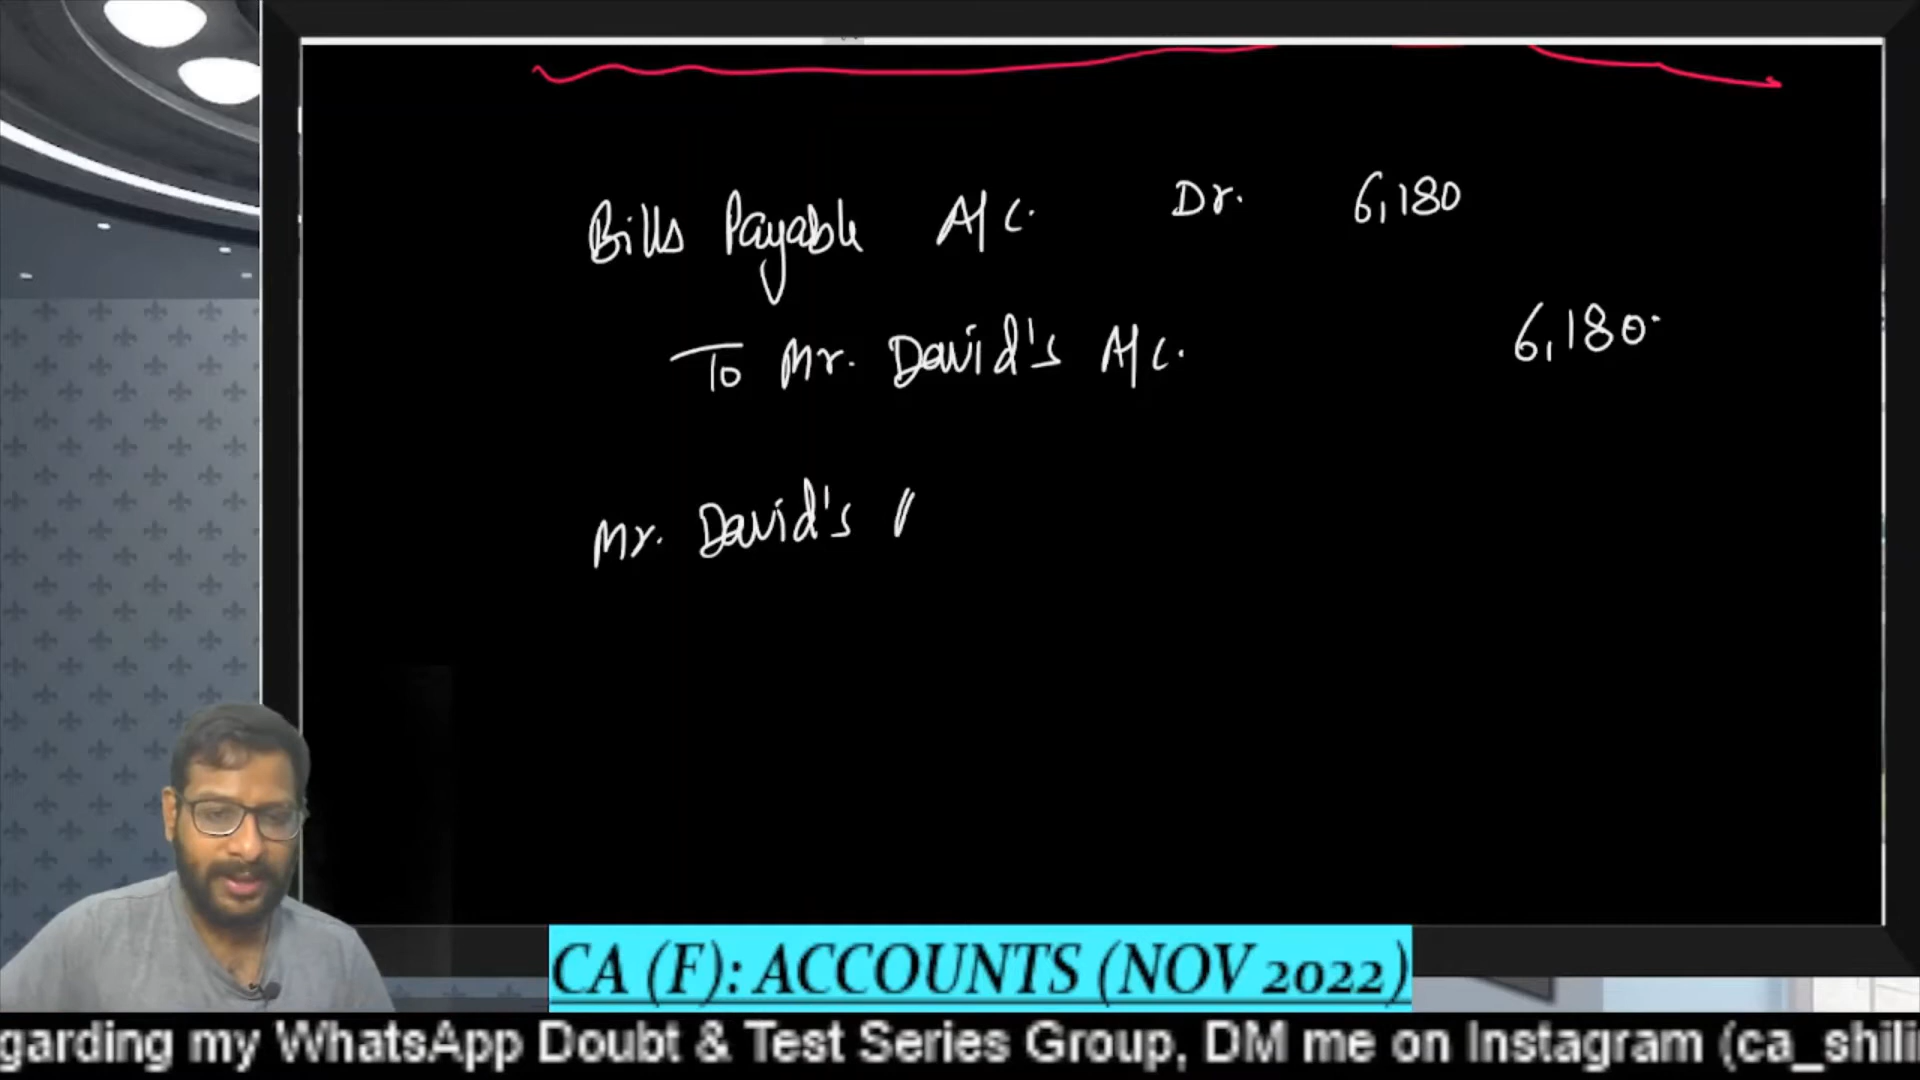 Bills Payable A/c. Dr. 6,180
To Mr. David's A/c. 6,180
Mr. David's
CA (F): ACCOUNTS (NOV 2022)
garding my WhatsApp Doubt & Test Series Group, DM me on Instagram (ca_shili